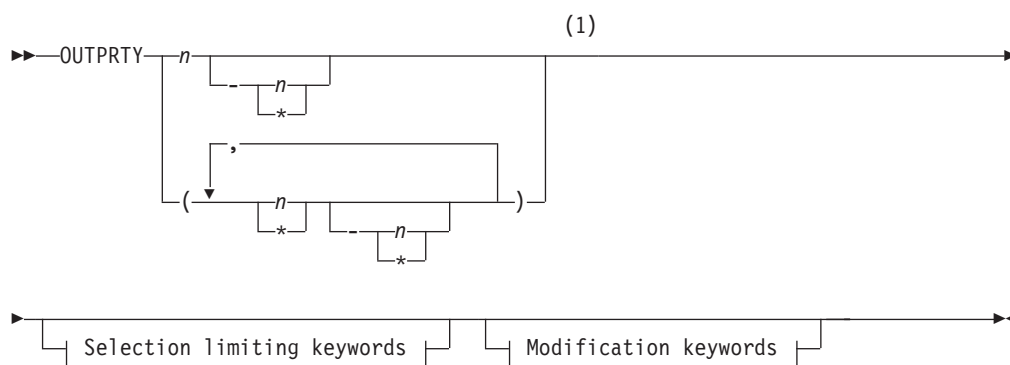 (1)
OUTPRTY n
- n
*
,
( n )
* - n
*
Selection limiting keywords Modification keywords